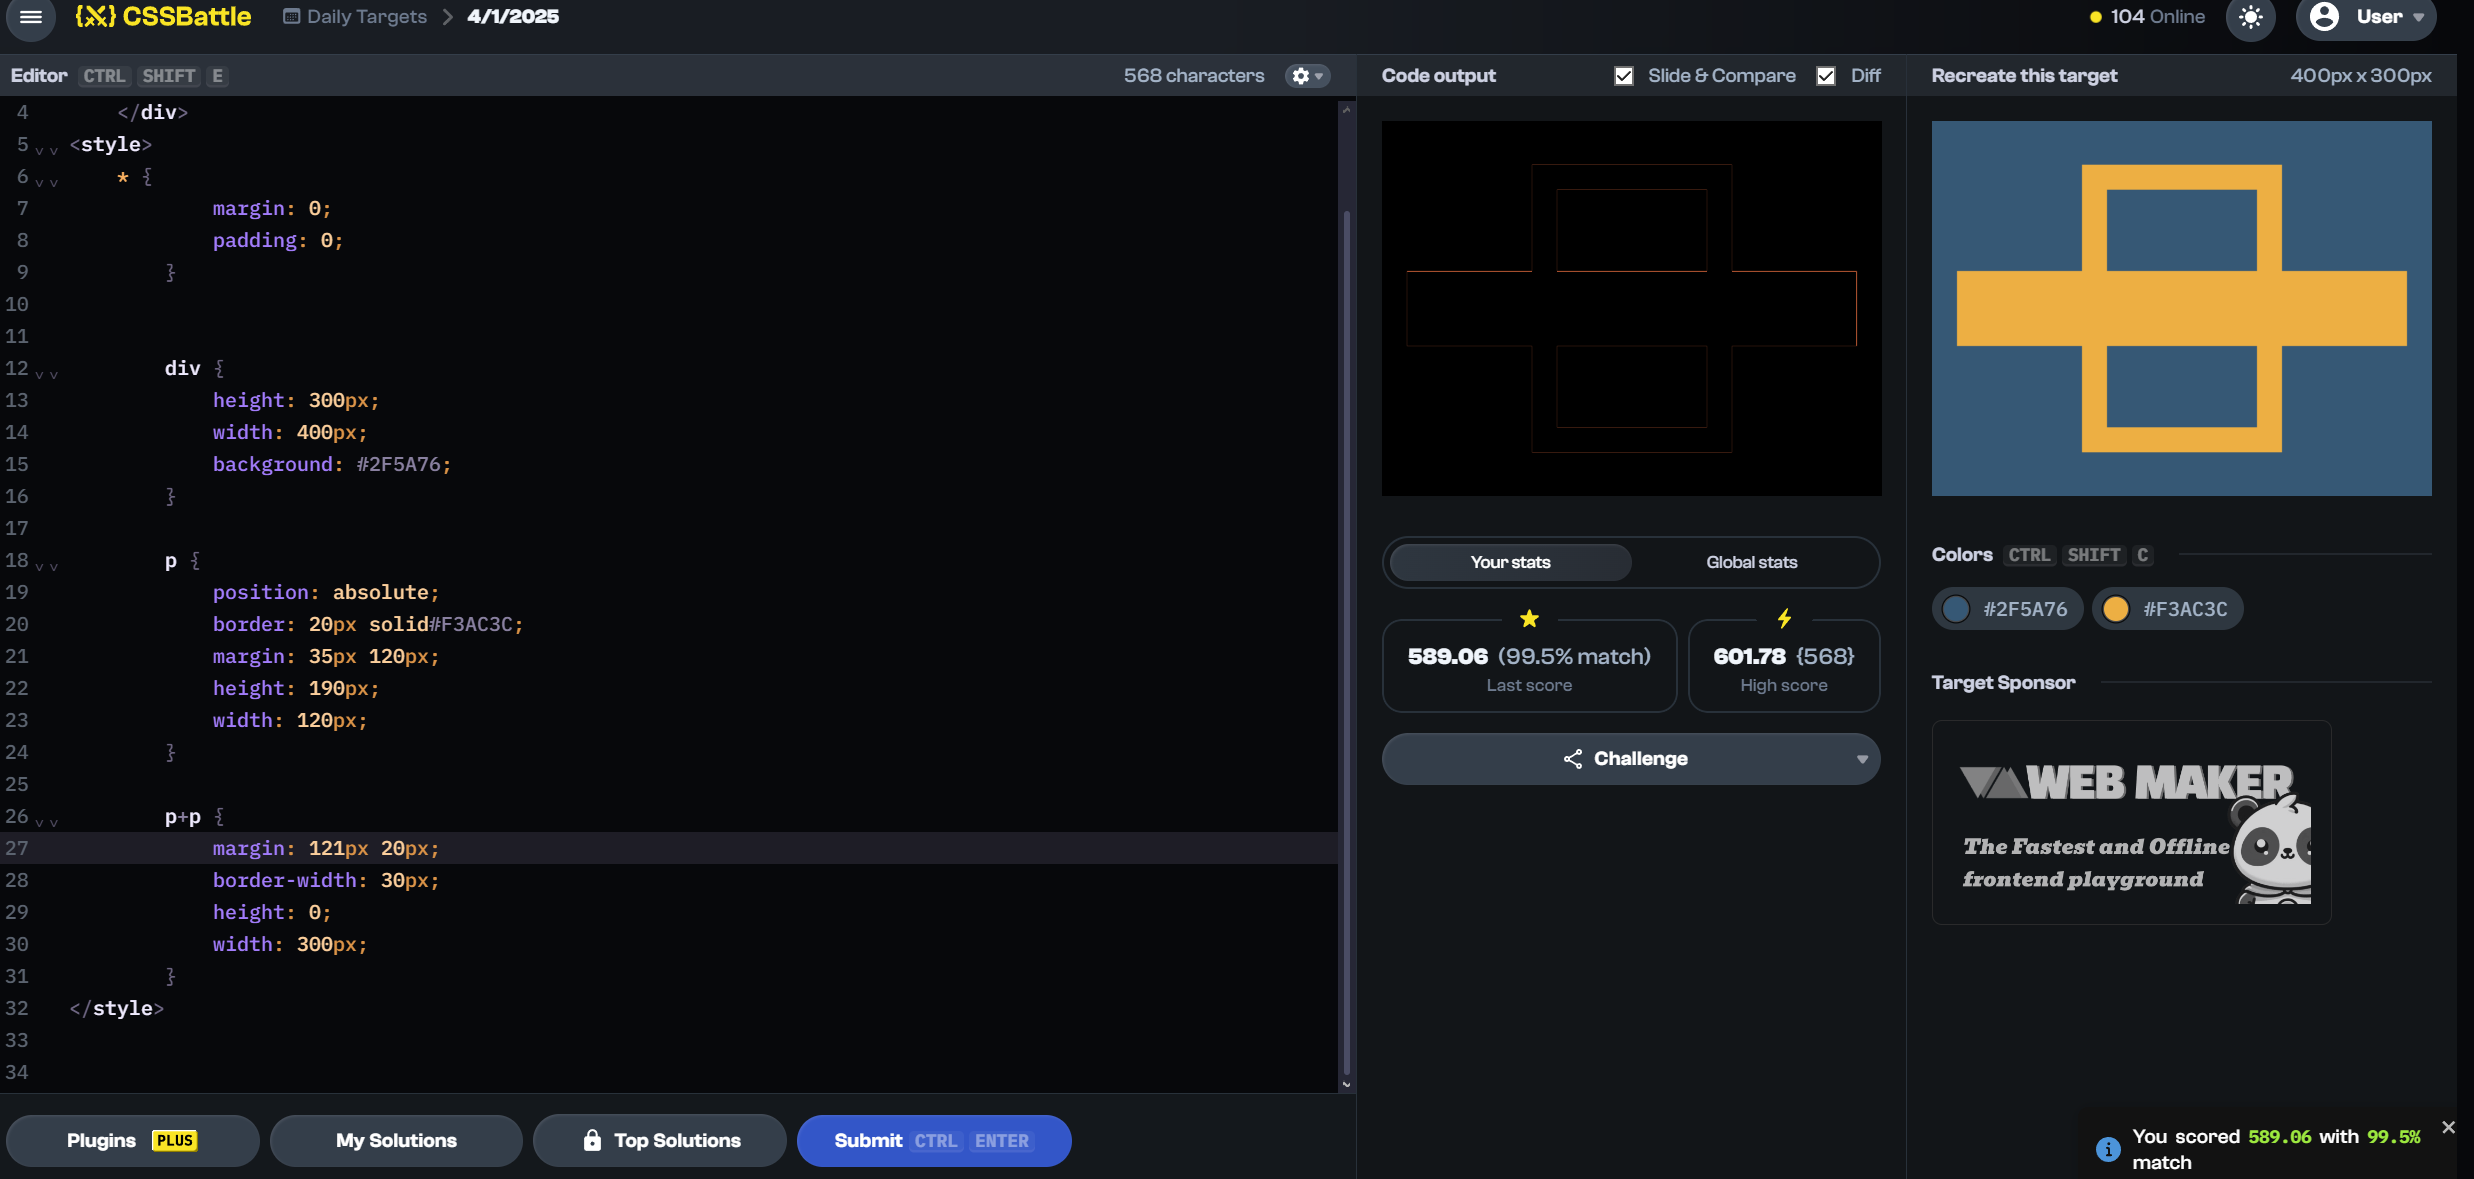 {X} CSSBattle
Daily Targets > 4/1/2025
104 Online
User
Editor CTRL SHIFT E
568 characters
Code output
Slide & Compare
Diff
Recreate this target
400px x 300px
4 </div>
5 <style>
6 * {
7 margin: 0;
8 padding: 0;
9 }
10
11
12 div {
13 height: 300px;
14 width: 400px;
15 background: #2F5A76;
16 }
17
18 p {
19 position: absolute;
20 border: 20px solid#F3AC3C;
21 margin: 35px 120px;
22 height: 190px;
23 width: 120px;
24 }
25
26 p+p {
27 margin: 121px 20px;
28 border-width: 30px;
29 height: 0;
30 width: 300px;
31 }
32 </style>
33
34
Your stats
Global stats
589.06 (99.5% match)
Last score
601.78 {568}
High score
Challenge
Colors CTRL SHIFT C
#2F5A76
#F3AC3C
Target Sponsor
WEB MAKER
The Fastest and Offline
frontend playground
Plugins PLUS
My Solutions
Top Solutions
Submit CTRL ENTER
You scored 589.06 with 99.5%
match